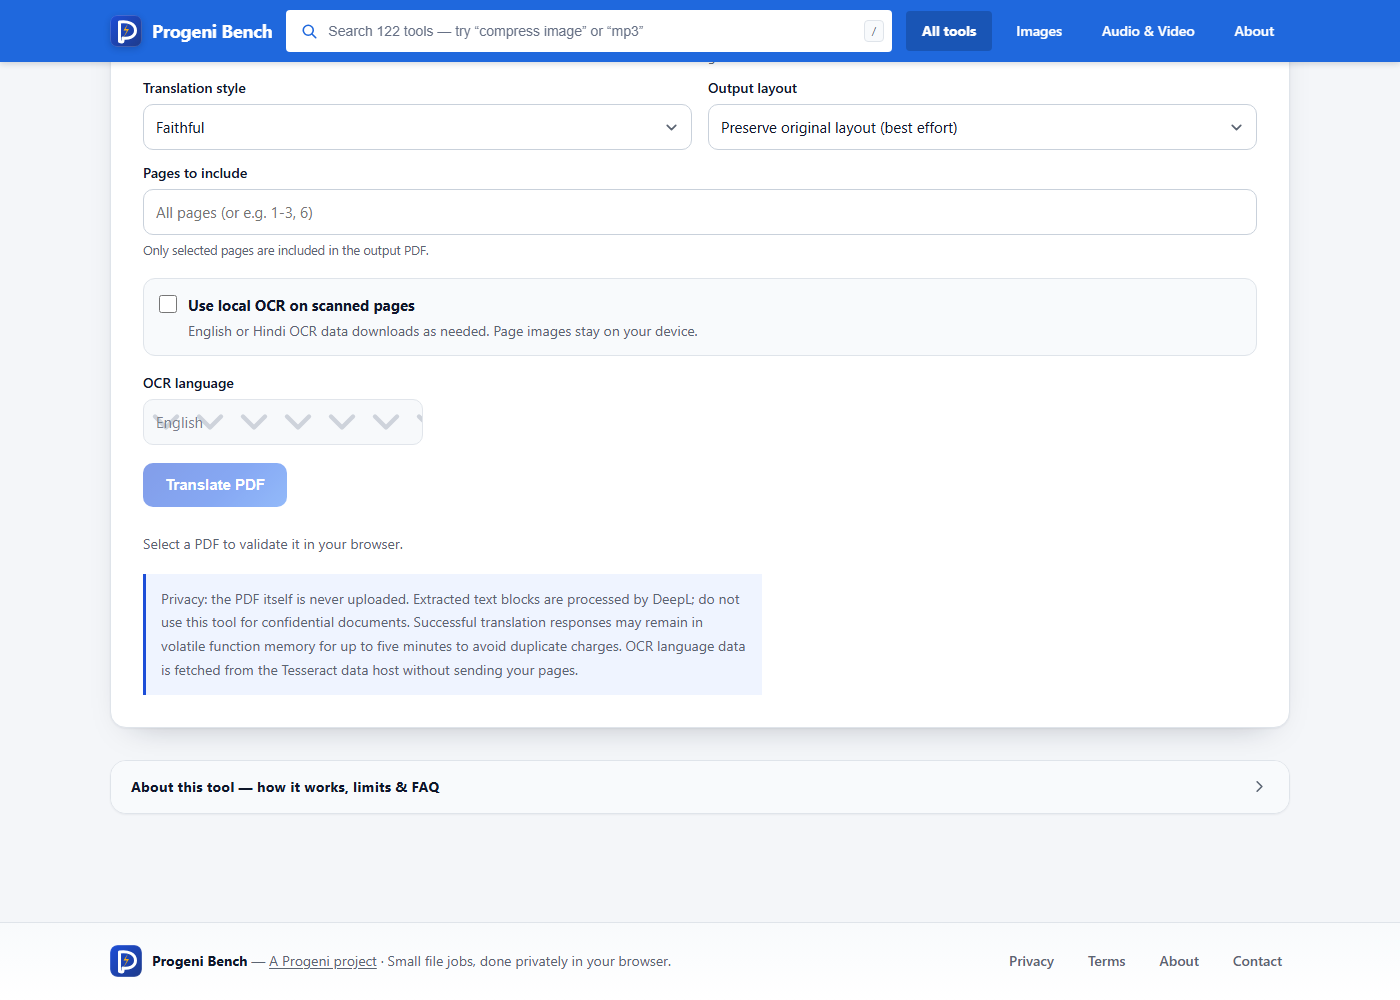 Progeni Bench
Search 122 tools — try “compress image” or “mp3”
/
All tools
Images
Audio & Video
About
Translation style
Output layout
Faithful
Preserve original layout (best effort)
Pages to include
All pages (or e.g. 1-3, 6)
Only selected pages are included in the output PDF.
Use local OCR on scanned pages
English or Hindi OCR data downloads as needed. Page images stay on your device.
OCR language
English
Translate PDF
Select a PDF to validate it in your browser.
Privacy: the PDF itself is never uploaded. Extracted text blocks are processed by DeepL; do not
use this tool for confidential documents. Successful translation responses may remain in
volatile function memory for up to five minutes to avoid duplicate charges. OCR language data
is fetched from the Tesseract data host without sending your pages.
About this tool — how it works, limits & FAQ
Progeni Bench — A Progeni project · Small file jobs, done privately in your browser.
Privacy
Terms
About
Contact